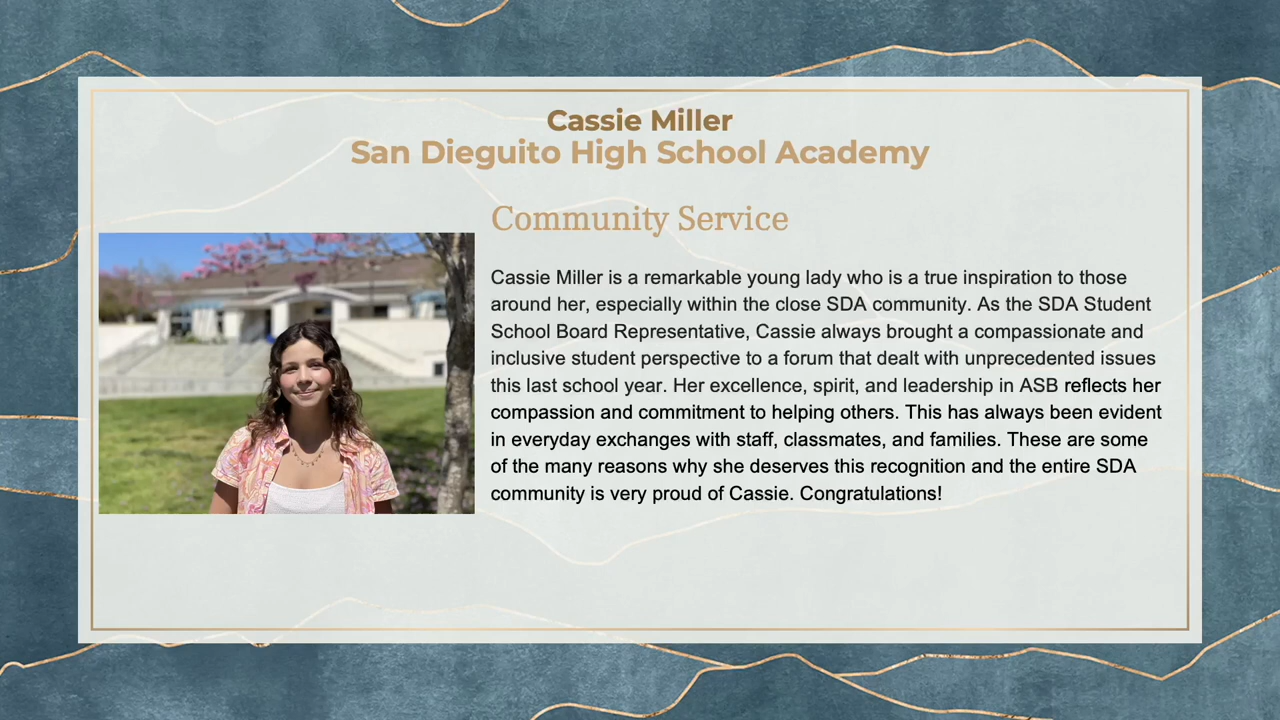 Cassie Miller
San Dieguito High School Academy
Community Service
Cassie Miller is a remarkable young lady who is a true inspiration to those
around her, especially within the close SDA community. As the SDA Student
School Board Representative, Cassie always brought a compassionate and
inclusive student perspective to a forum that dealt with unprecedented issues
this last school year. Her excellence, spirit, and leadership in ASB reflects her
compassion and commitment to helping others. This has always been evident
in everyday exchanges with staff, classmates, and families. These are some
of the many reasons why she deserves this recognition and the entire SDA
community is very proud of Cassie. Congratulations!